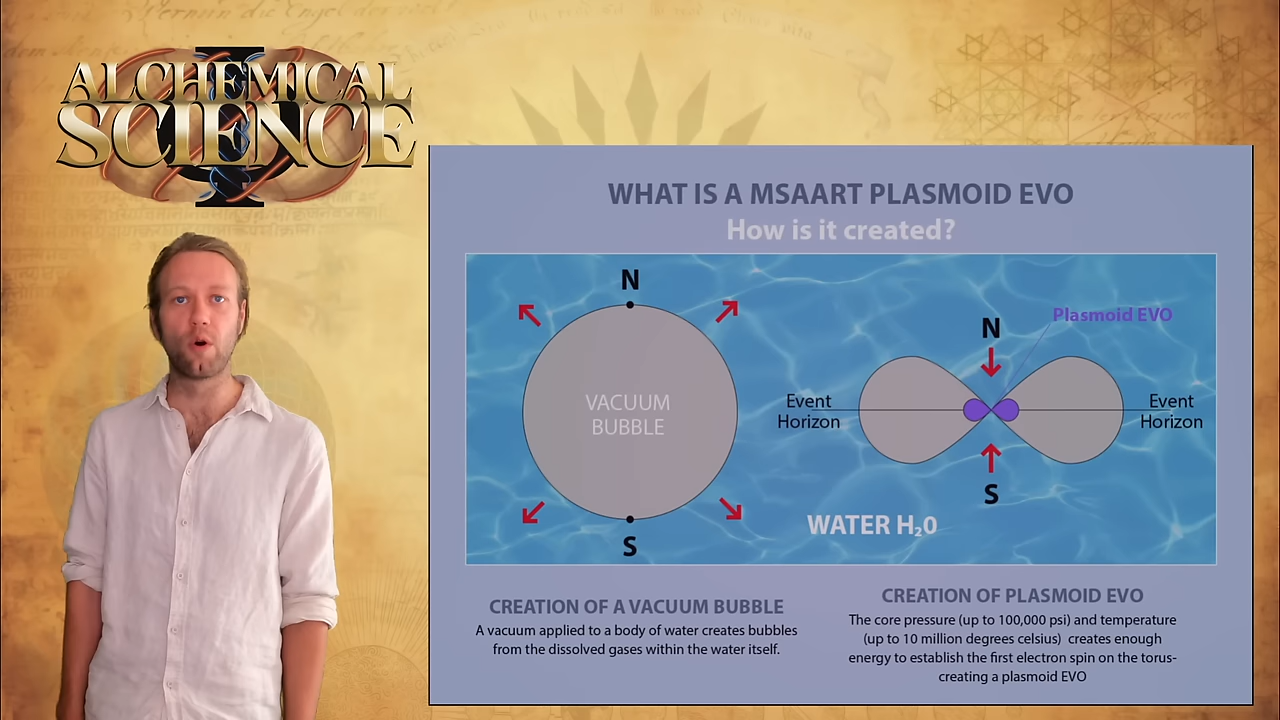 ALCHEMICAL
SCIENCE
WHAT IS A MSAART PLASMOID EVO
How is it created?
N
VACUUM
BUBBLE
S
Plasmoid EVO
N
Event
Horizon
Event
Horizon
S
WATER H₂0
CREATION OF A VACUUM BUBBLE
A vacuum applied to a body of water creates bubbles
from the dissolved gases within the water itself.
CREATION OF PLASMOID EVO
The core pressure (up to 100,000 psi) and temperature
(up to 10 million degrees celsius) creates enough
energy to establish the first electron spin on the torus-
creating a plasmoid EVO